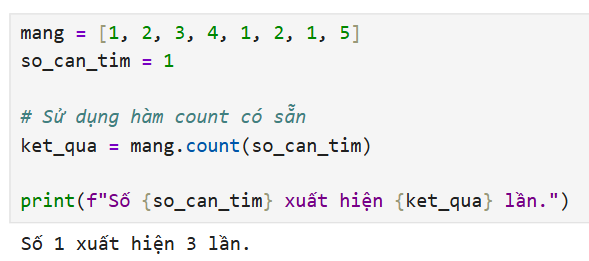 mang = [1, 2, 3, 4, 1, 2, 1, 5]
so_can_tim = 1
# Sử dụng hàm count có sẵn
ket_qua = mang.count(so_can_tim)
print(f"Số {so_can_tim} xuất hiện {ket_qua} lần.")
Số 1 xuất hiện 3 lần.